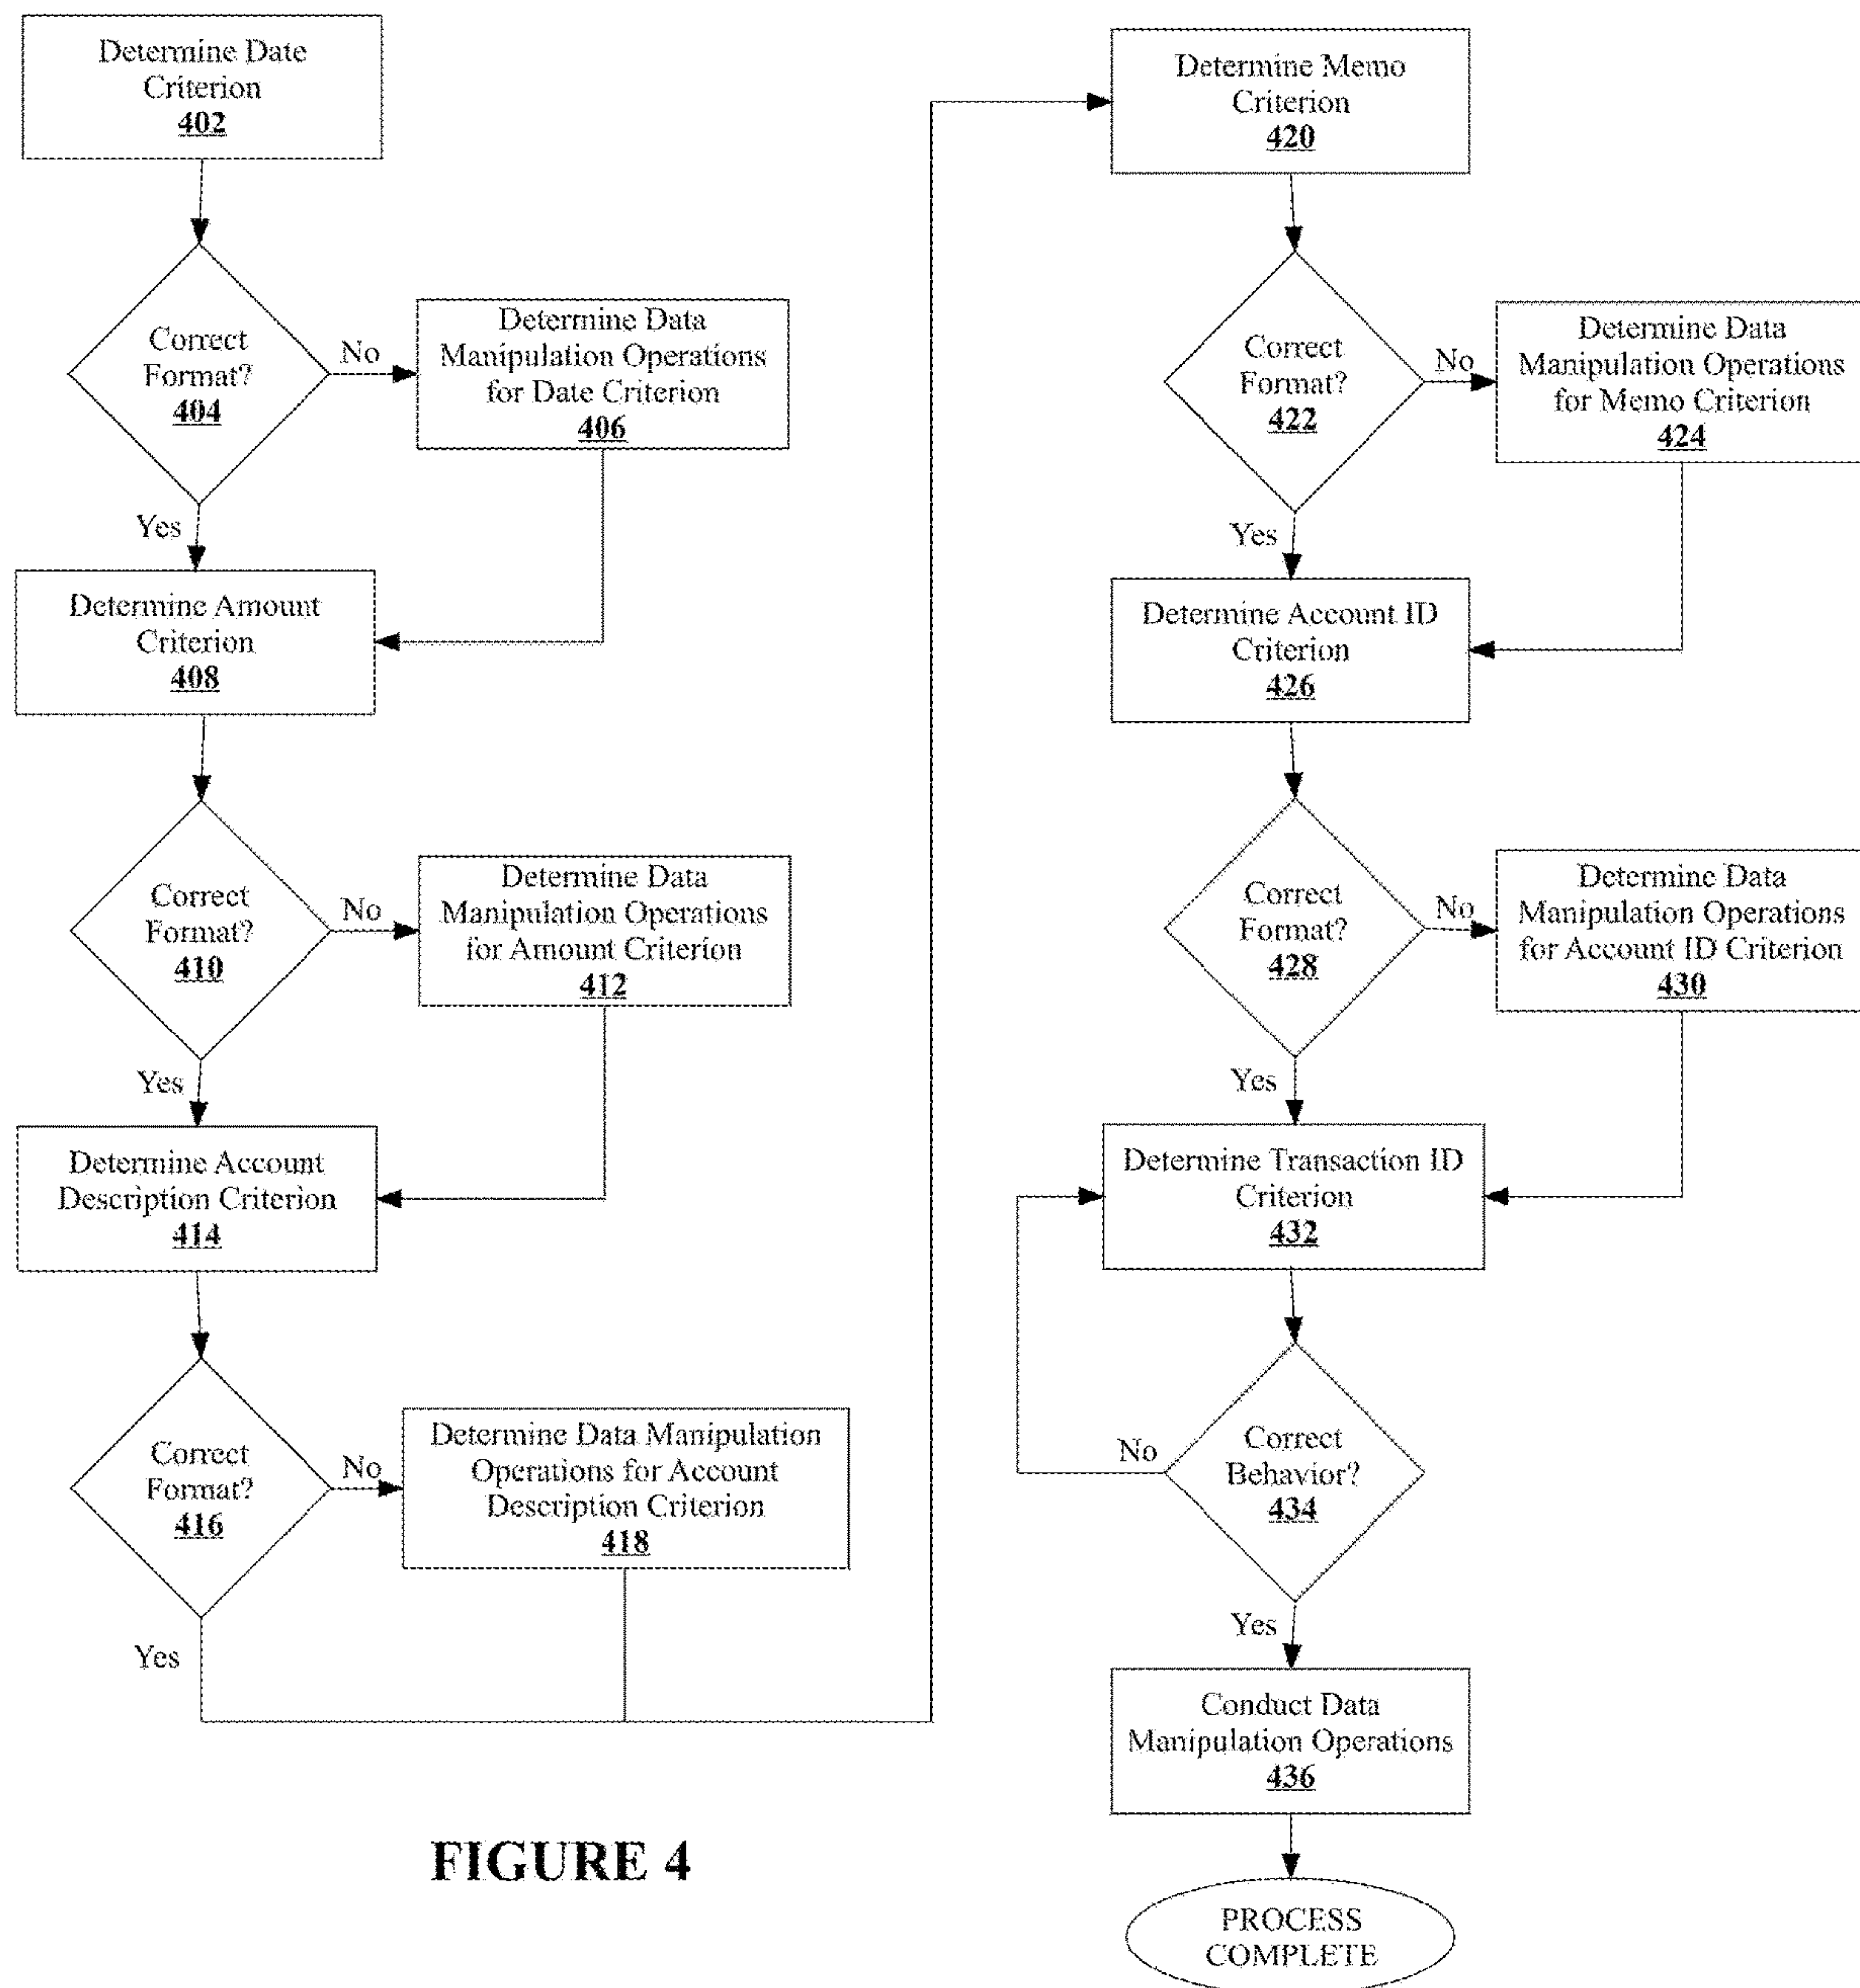 Determine Date
Criterion
402
Correct
Format?
404
No
Determine Data
Manipulation Operations
for Date Criterion
406
Yes
Determine Amount
Criterion
408
Correct
Format?
410
No
Determine Data
Manipulation Operations
for Amount Criterion
412
Yes
Determine Account
Description Criterion
414
Correct
Format?
416
No
Determine Data Manipulation
Operations for Account
Description Criterion
418
Yes
Determine Memo
Criterion
420
Correct
Format?
422
No
Determine Data
Manipulation Operations
for Memo Criterion
424
Yes
Determine Account ID
Criterion
426
Correct
Format?
428
No
Determine Data
Manipulation Operations
for Account ID Criterion
430
Yes
Determine Transaction ID
Criterion
432
Correct
Behavior?
434
No
Yes
Conduct Data
Manipulation Operations
436
PROCESS
COMPLETE
FIGURE 4